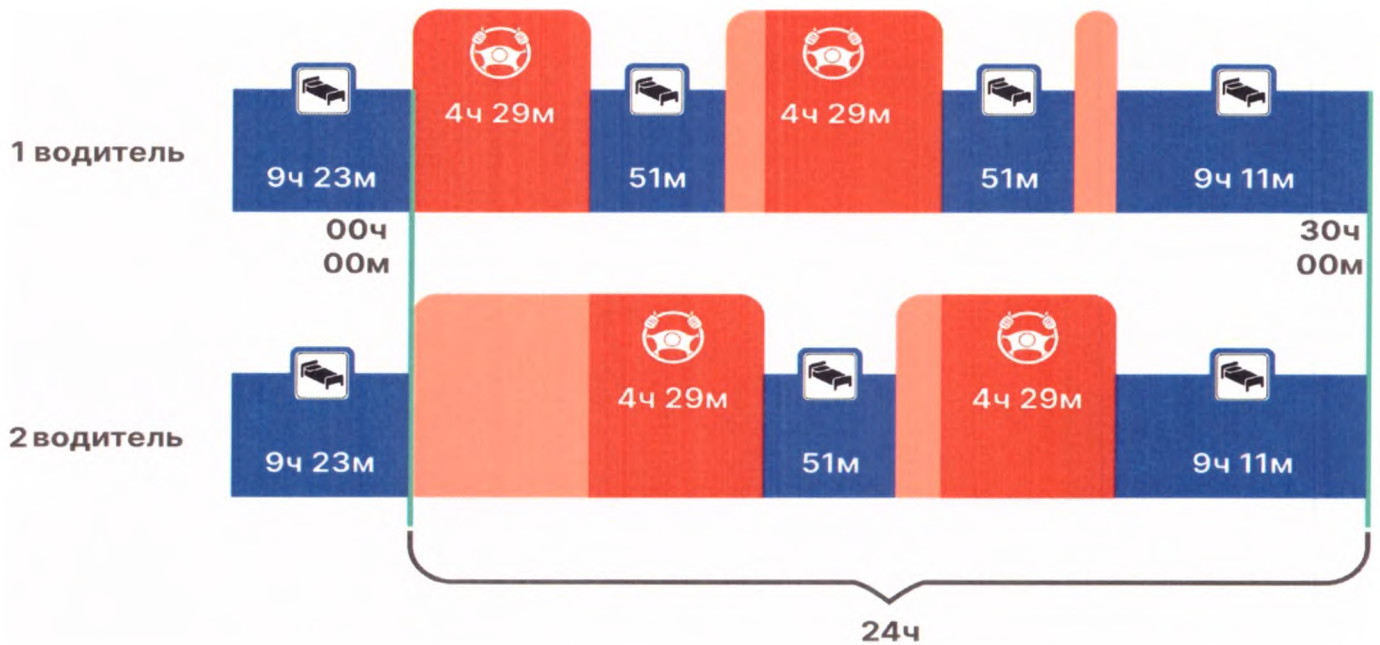 4ч 29м
4ч 29м
1 водитель
9ч 23м
51м
51м
9ч 11м
00ч
00м
30ч
00м
4ч 29м
4ч 29м
2 водитель
9ч 23м
51м
9ч 11м
24ч